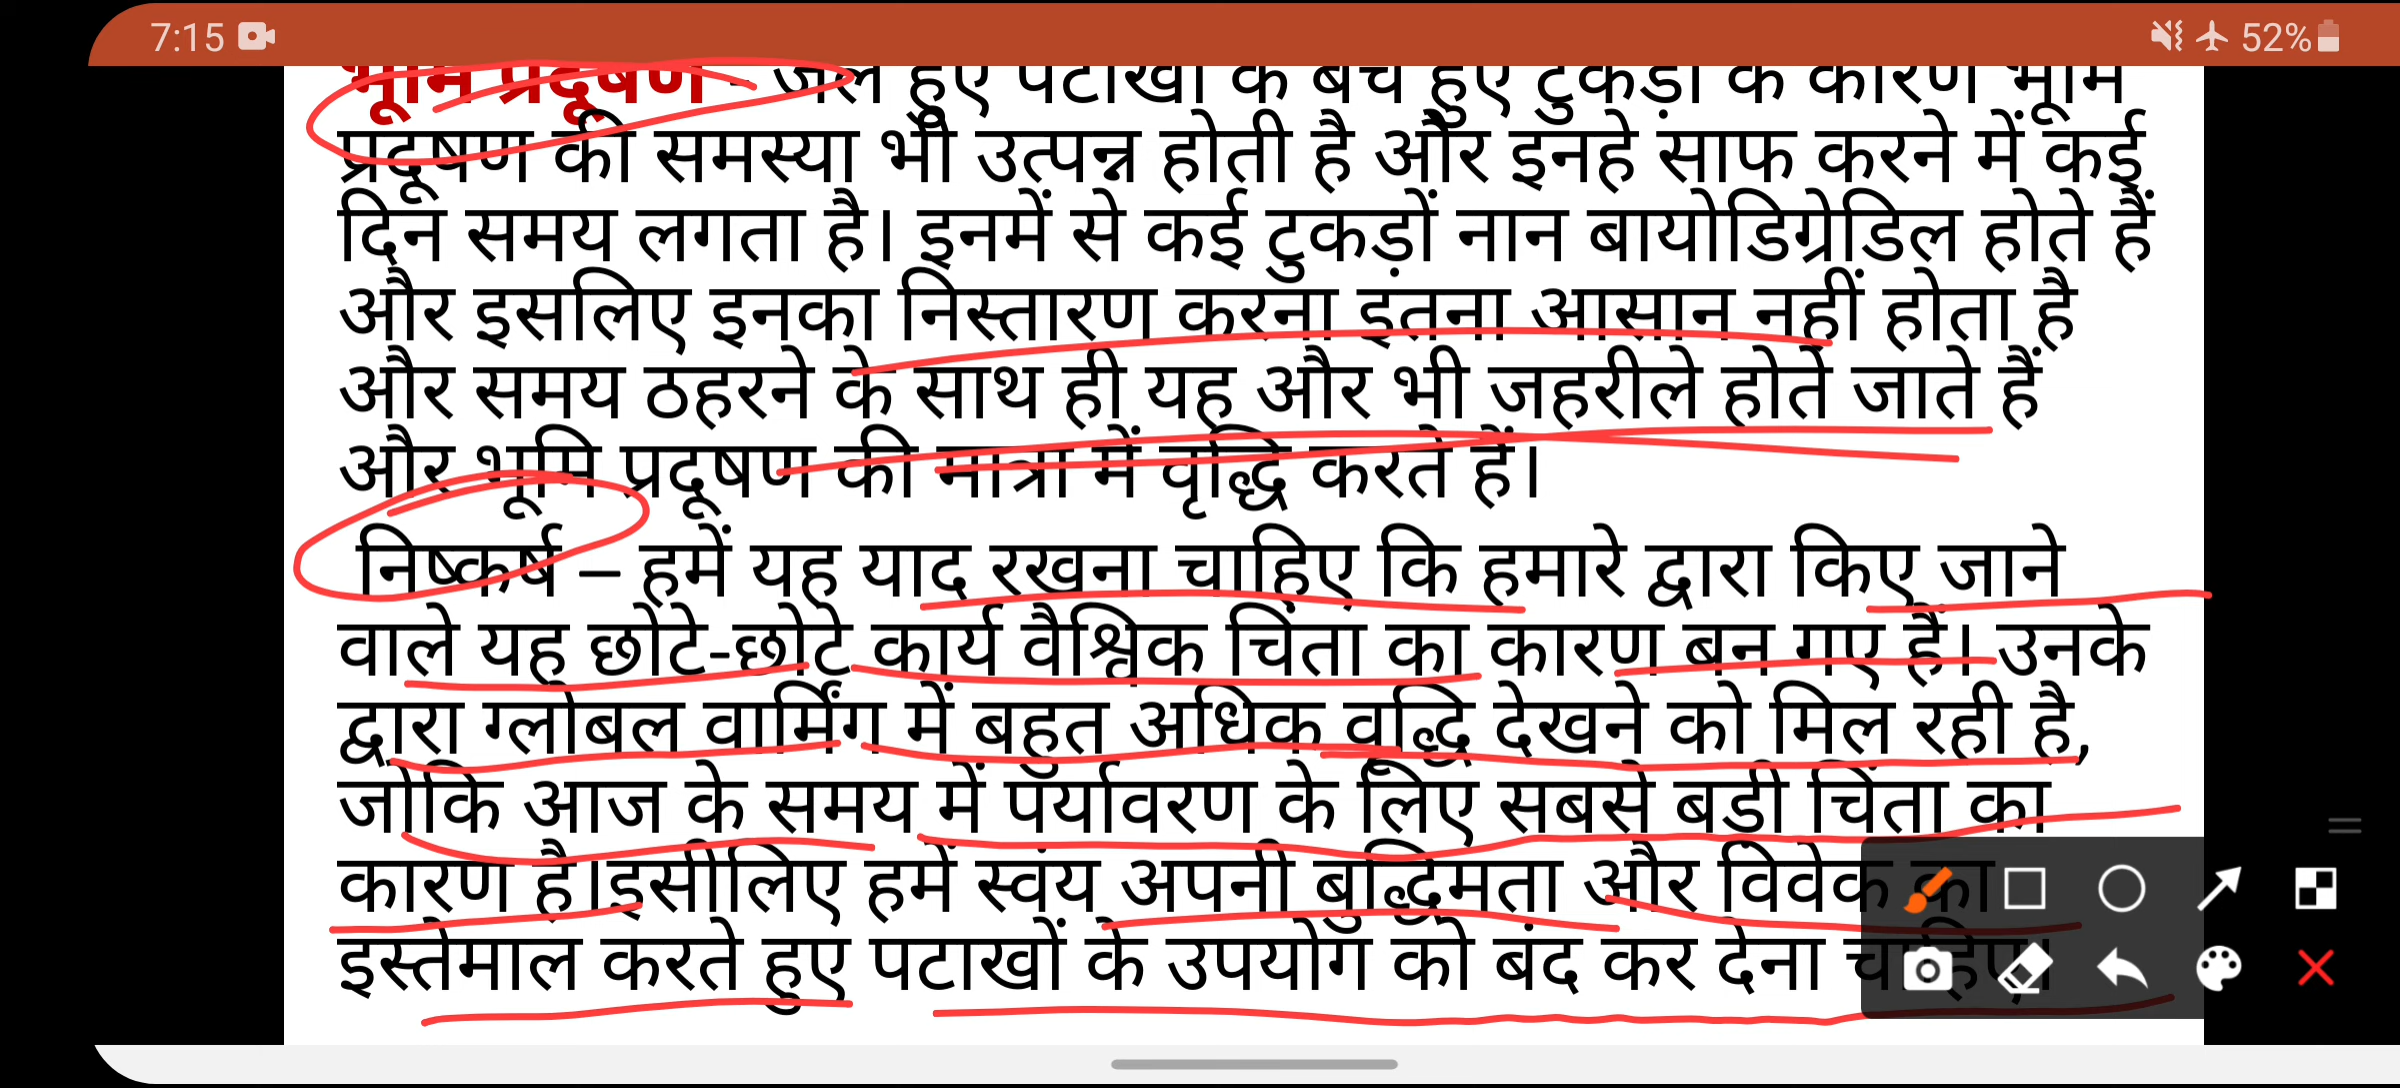 7:15 52%
भूमि प्रदूषण - जले हुए पटाखों के बचे हुए टुकड़ों के कारण भूमि
प्रदूषण की समस्या भी उत्पन्न होती है और इनहे साफ करने में कई
दिन समय लगता है। इनमें से कई टुकड़ों नान बायोडिग्रेडिल होते हैं
और इसलिए इनका निस्तारण करना इतना आसान नहीं होता है
और समय ठहरने के साथ ही यह और भी जहरीले होते जाते हैं
और भूमि प्रदूषण की मात्रा में वृद्धि करते हैं।
निष्कर्ष – हमें यह याद रखना चाहिए कि हमारे द्वारा किए जाने
वाले यह छोटे-छोटे कार्य वैश्विक चिंता का कारण बन गए हैं। उनके
द्वारा ग्लोबल वार्मिंग में बहुत अधिक वृद्धि देखने को मिल रही है,
जोकि आज के समय में पर्यावरण के लिए सबसे बडी चिंता का
कारण है।इसीलिए हमें स्वंय अपनी बुद्धिमता और विवेक का
इस्तेमाल करते हुए पटाखों के उपयोग को बंद कर देना चाहिए।